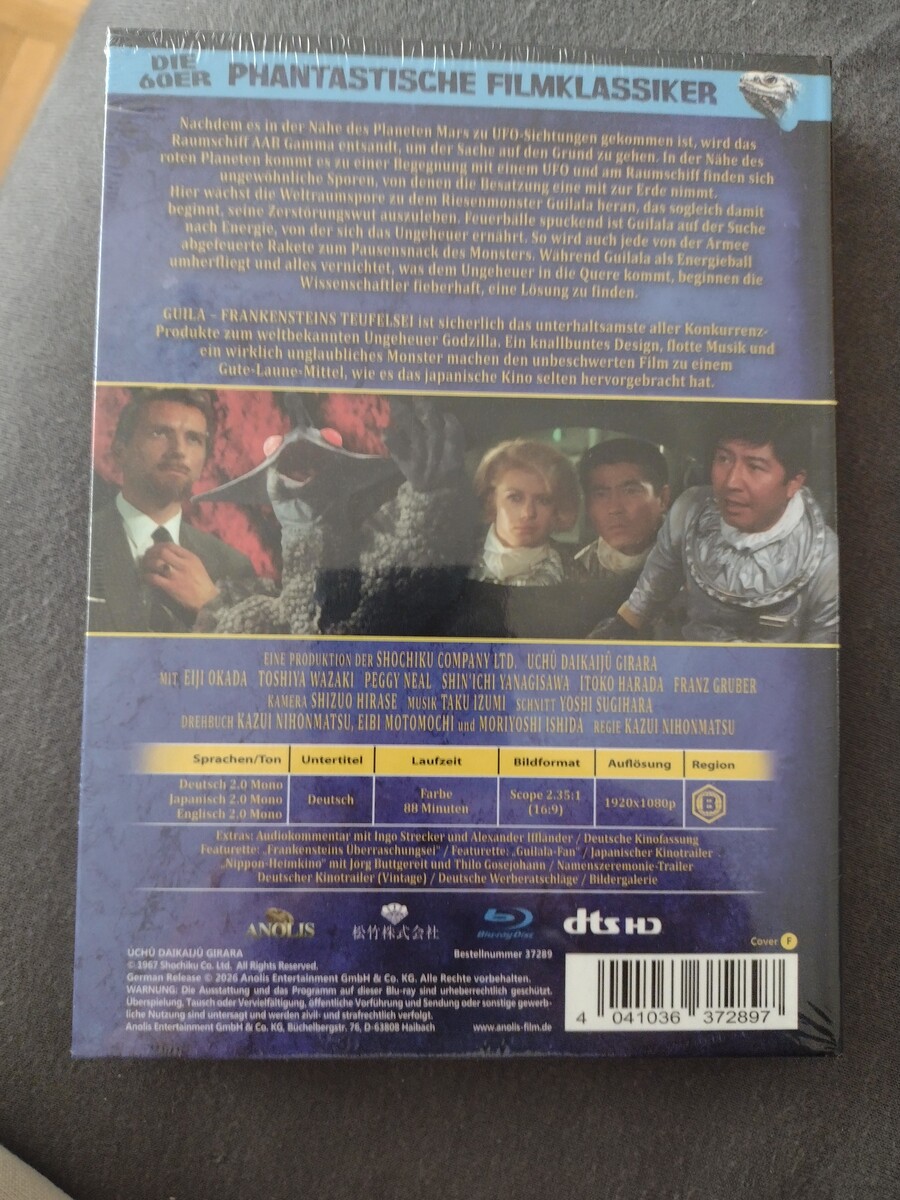 DIE
60ER PHANTASTISCHE FILMKLASSIKER
Nachdem es in der Nähe des Planeten Mars zu UFO-Sichtungen gekommen ist, wird das
Raumschiff AAB Gamma entsandt, um der Sache auf den Grund zu gehen. In der Nähe des
roten Planeten kommt es zu einer Begegnung mit einem UFO und am Raumschiff finden sich
ungewöhnliche Sporen, von denen die Besatzung eine mit zur Erde nimmt.
Hier wächst die Weltraumspore zu dem Riesenmonster Guilala heran, das sogleich damit
beginnt, seine Zerstörungswut auszuleben. Feuerbälle spuckend ist Guilala auf der Suche
nach Energie, von der sich das Ungeheuer ernährt. So wird auch jede von der Armee
abgefeuerte Rakete zum Pausensnack des Monsters. Während Guilala als Energieball
umherfliegt und alles vernichtet, was dem Ungeheuer in die Quere kommt, beginnen die
Wissenschaftler fieberhaft, eine Lösung zu finden.
GUILA – FRANKENSTEINS TEUFELSEI ist sicherlich das unterhaltsamste aller Konkurrenz-
Produkte zum weltbekannten Ungeheuer Godzilla. Ein knallbuntes Design, flotte Musik und
ein wirklich unglaubliches Monster machen den unbeschwerten Film zu einem
Gute-Laune-Mittel, wie es das japanische Kino selten hervorgebracht hat.
EINE PRODUKTION DER SHOCHIKU COMPANY LTD. UCHÛ DAIKAIJÛ GIRARA
MIT EIJI OKADA TOSHIYA WAZAKI PEGGY NEAL SHIN'ICHI YANAGISAWA ITOKO HARADA FRANZ GRUBER
KAMERA SHIZUO HIRASE MUSIK TAKU IZUMI SCHNITT YOSHI SUGIHARA
DREHBUCH KAZUI NIHONMATSU, EIBI MOTOMOCHI und MORIYOSHI ISHIDA REGIE KAZUI NIHONMATSU
Sprachen/Ton Untertitel Laufzeit Bildformat Auflösung Region
Deutsch 2.0 Mono
Japanisch 2.0 Mono
Englisch 2.0 Mono
Deutsch
Farbe
88 Minuten
Scope 2.35:1
(16:9)
1920x1080p
B
Extras: Audiokommentar mit Ingo Strecker und Alexander Iffländer / Deutsche Kinofassung
Featurette: „Frankensteins Überraschungsei" / Featurette: „Guilala-Fan" / Japanischer Kinotrailer
„Nippon-Heimkino" mit Jörg Buttgereit und Thilo Gosejohann / Namenszeremonie-Trailer
Deutscher Kinotrailer (Vintage) / Deutsche Werberatschläge / Bildergalerie
ANOLIS 松竹株式会社 Blu-ray Disc dts HD
Cover F
UCHÛ DAIKAIJÛ GIRARA Bestellnummer 37289
© 1967 Shochiku Co. Ltd. All Rights Reserved.
German Release © 2026 Anolis Entertainment GmbH & Co. KG. Alle Rechte vorbehalten.
WARNUNG: Die Ausstattung und das Programm auf dieser Blu-ray sind urheberrechtlich geschützt.
Überspielung, Tausch oder Vervielfältigung, öffentliche Vorführung und Sendung oder sonstige gewerb-
liche Nutzung sind untersagt und werden zivil- und strafrechtlich verfolgt.
Anolis Entertainment GmbH & Co. KG, Büchelbergstr. 76, D-63808 Haibach www.anolis-film.de
4 041036 372897